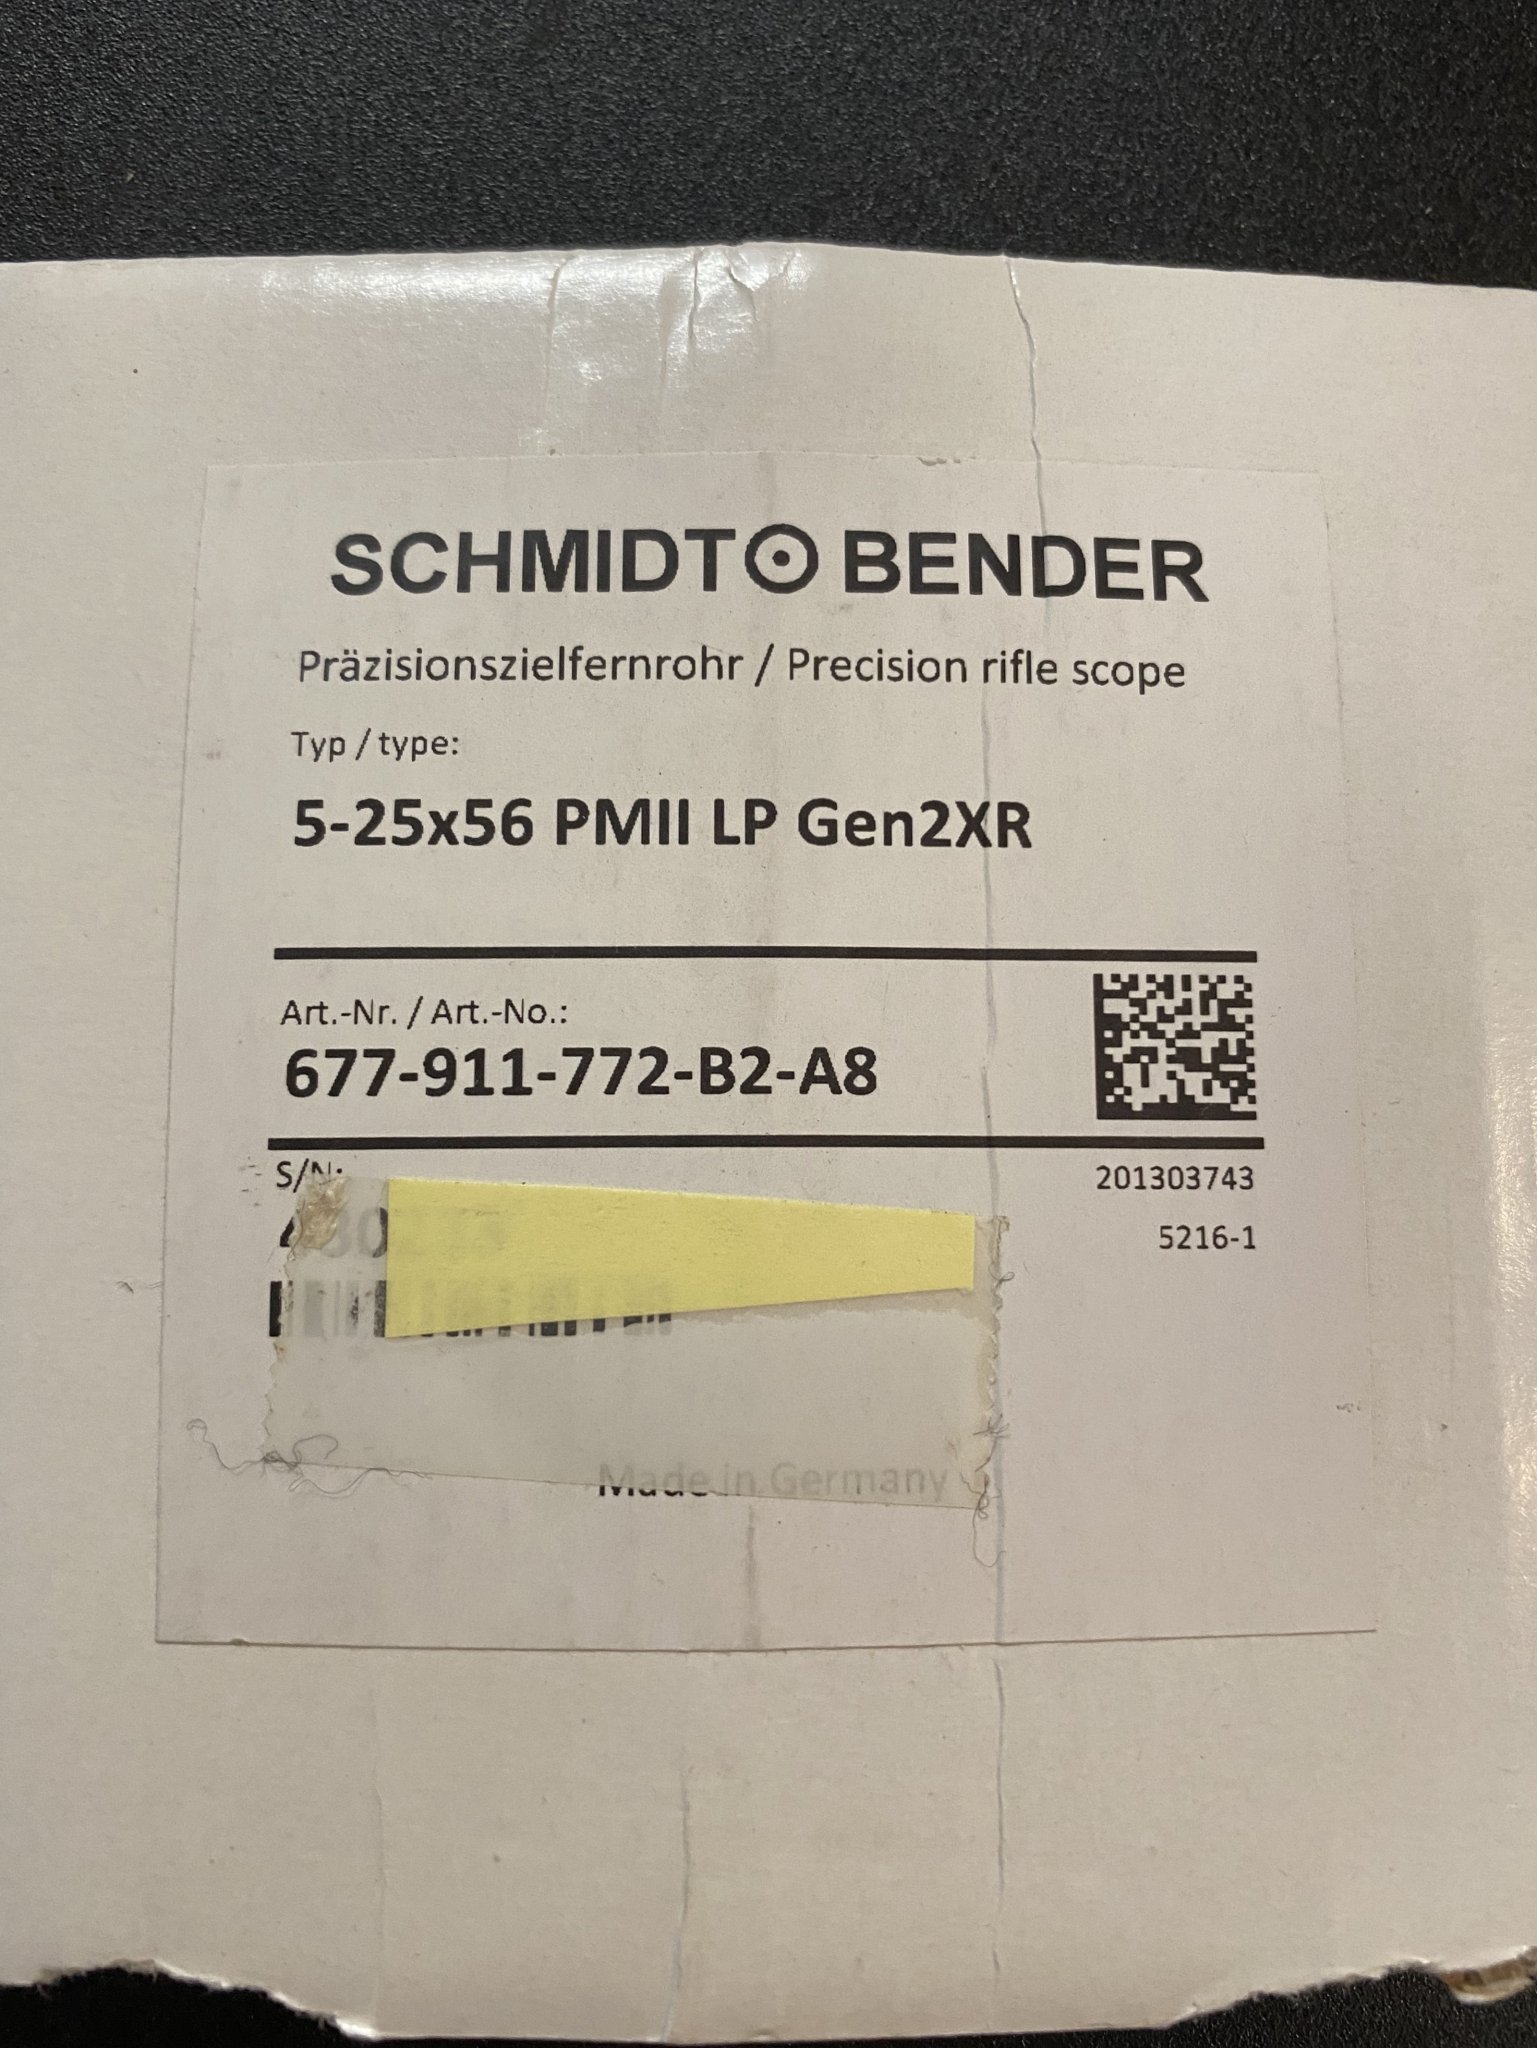 SCHMIDT BENDER
Präzisionszielfernrohr / Precision rifle scope
Typ / type:
5-25x56 PMII LP Gen2XR
Art.-Nr. / Art.-No.:
677-911-772-B2-A8
S/N:
201303743
5216-1
Made in Germany